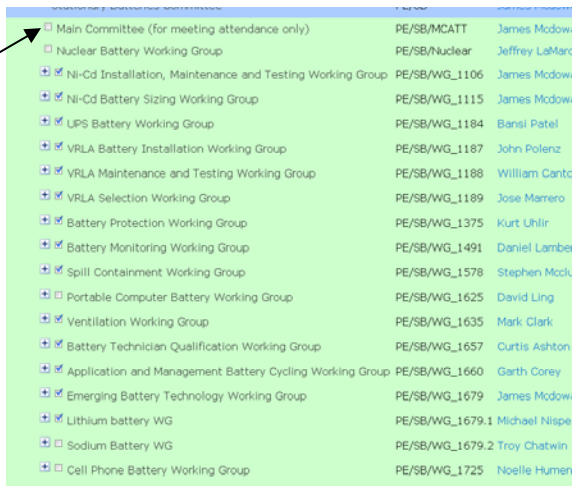 Stationary Batteries Committee PE/SB James Mcdowa
Main Committee (for meeting attendance only) PE/SB/MCATT James Mcdowa
Nuclear Battery Working Group PE/SB/Nuclear Jeffrey LaMarc
Ni-Cd Installation, Maintenance and Testing Working Group PE/SB/WG_1106 James Mcdowa
Ni-Cd Battery Sizing Working Group PE/SB/WG_1115 James Mcdowa
UPS Battery Working Group PE/SB/WG_1184 Bansi Patel
VRLA Battery Installation Working Group PE/SB/WG_1187 John Polenz
VRLA Maintenance and Testing Working Group PE/SB/WG_1188 William Canto
VRLA Selection Working Group PE/SB/WG_1189 Jose Marrero
Battery Protection Working Group PE/SB/WG_1375 Kurt Uhlir
Battery Monitoring Working Group PE/SB/WG_1491 Daniel Lamber
Spill Containment Working Group PE/SB/WG_1578 Stephen Mcclu
Portable Computer Battery Working Group PE/SB/WG_1625 David Ling
Ventilation Working Group PE/SB/WG_1635 Mark Clark
Battery Technician Qualification Working Group PE/SB/WG_1657 Curtis Ashton
Application and Management Battery Cycling Working Group PE/SB/WG_1660 Garth Corey
Emerging Battery Technology Working Group PE/SB/WG_1679 James Mcdowa
Lithium battery WG PE/SB/WG_1679.1 Michael Nispe
Sodium Battery WG PE/SB/WG_1679.2 Troy Chatwin
Cell Phone Battery Working Group PE/SB/WG_1725 Noelle Humen